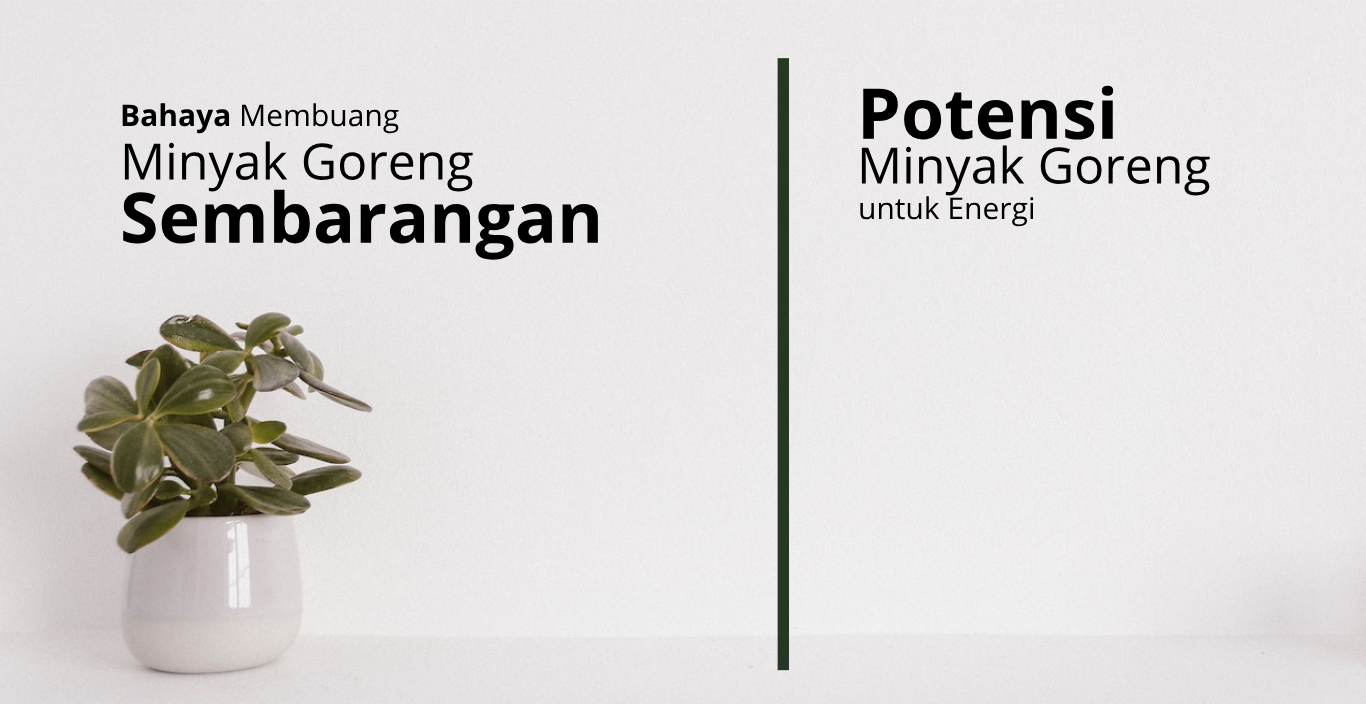 Bahaya Membuang
Minyak Goreng
Sembarangan
Potensi
Minyak Goreng
untuk Energi